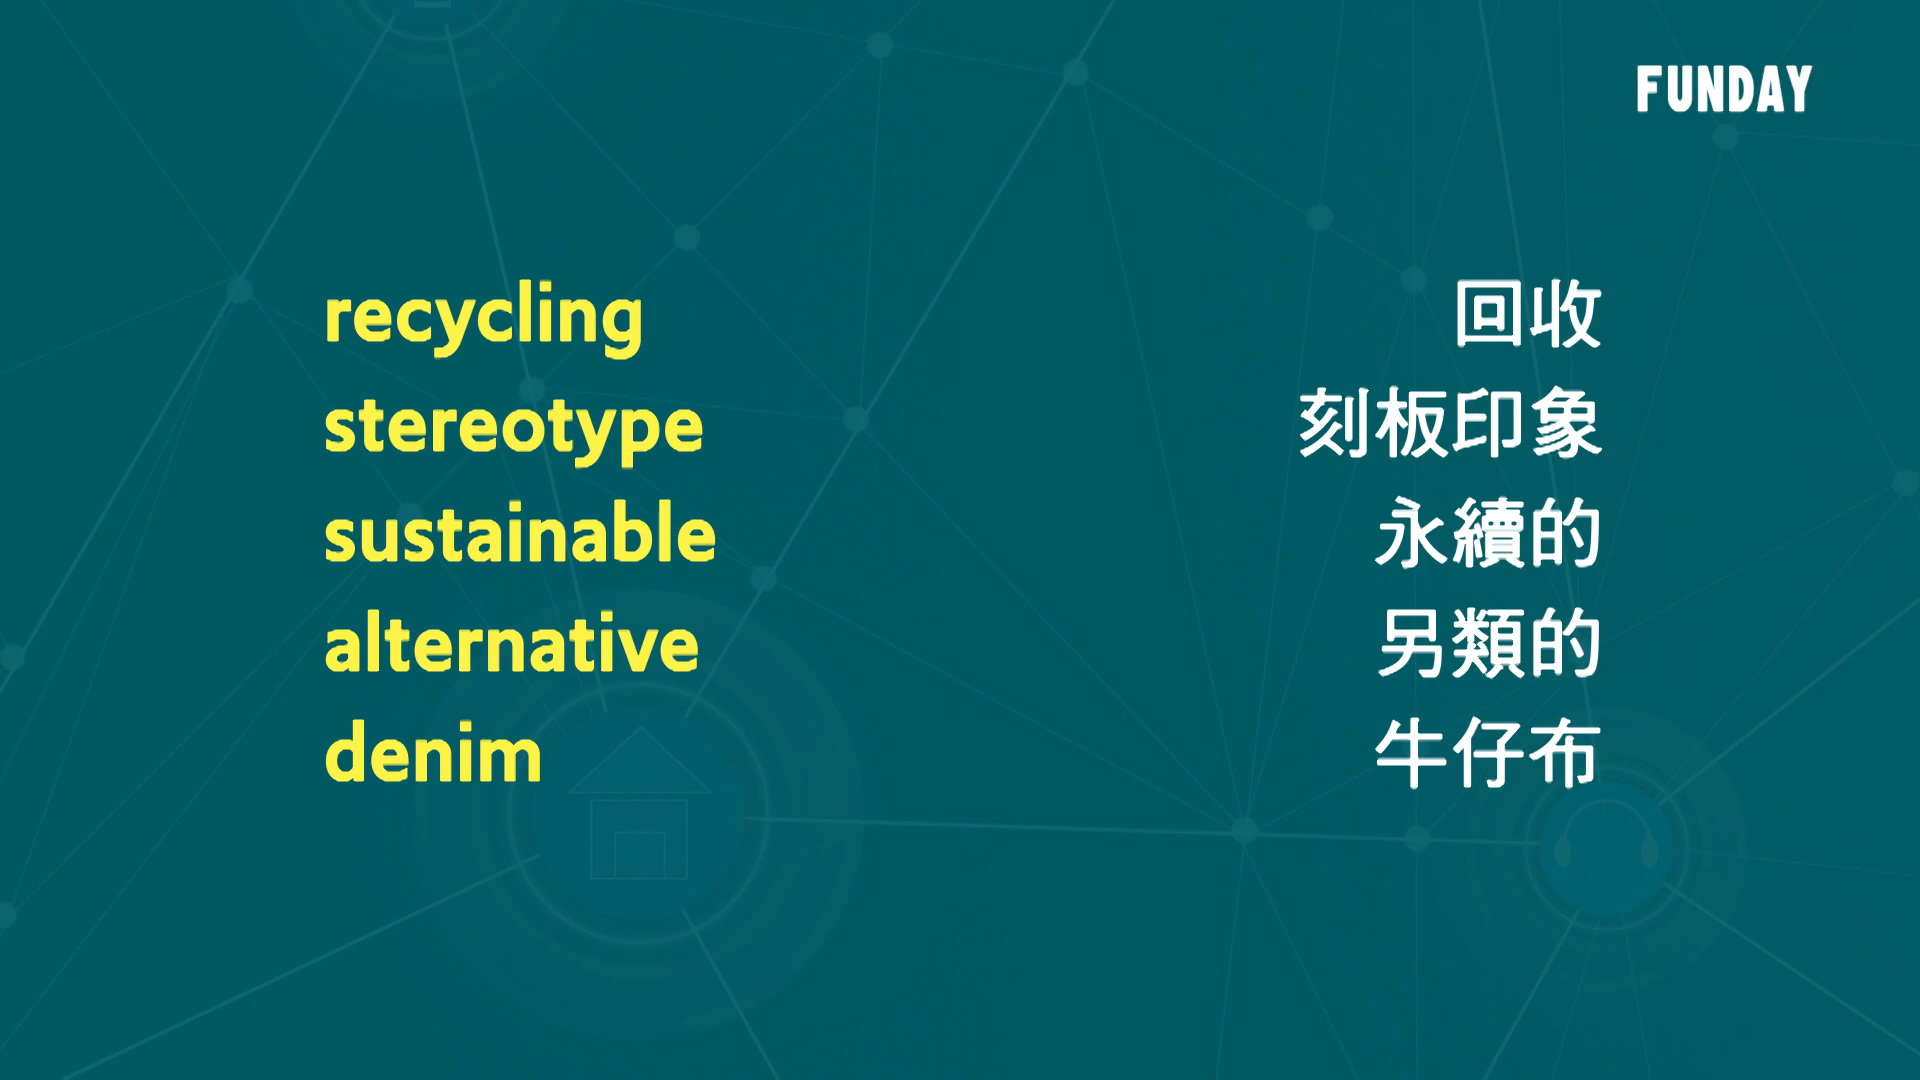 FUNDAY
recycling 回收
stereotype 刻板印象
sustainable 永續的
alternative 另類的
denim 牛仔布